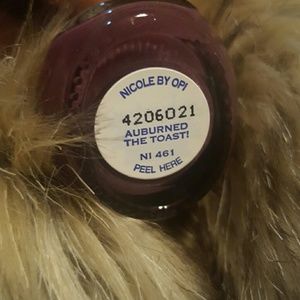 NICOLE BY OPI
4206021
AUBURNED
THE TOAST!
NI 461
PEEL HERE